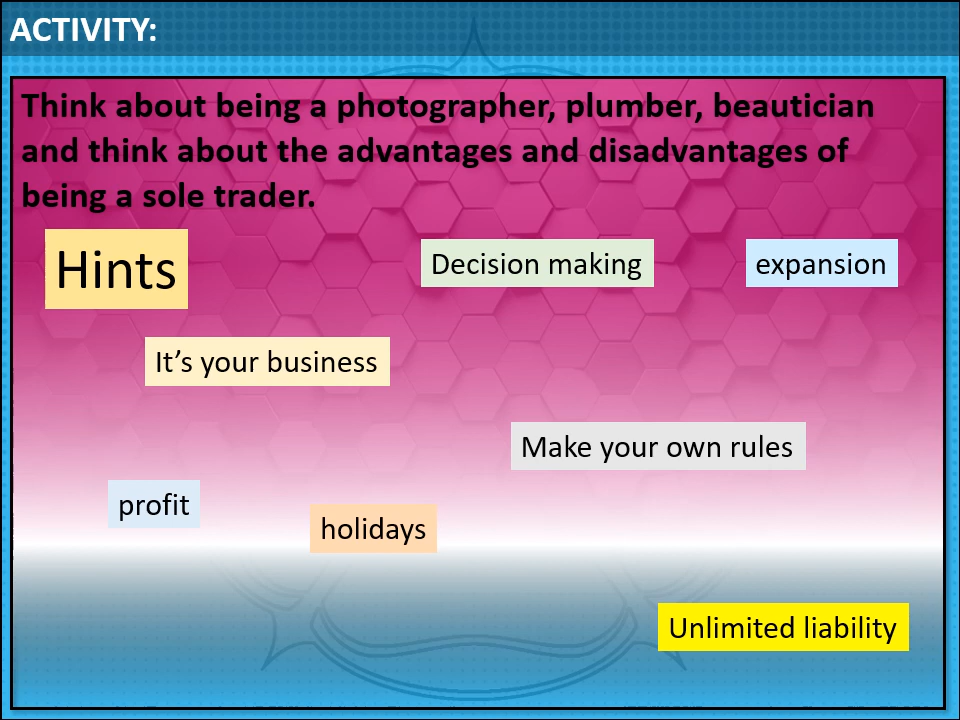 ACTIVITY:
Think about being a photographer, plumber, beautician
and think about the advantages and disadvantages of
being a sole trader.
Hints
Decision making
expansion
It’s your business
Make your own rules
profit
holidays
Unlimited liability